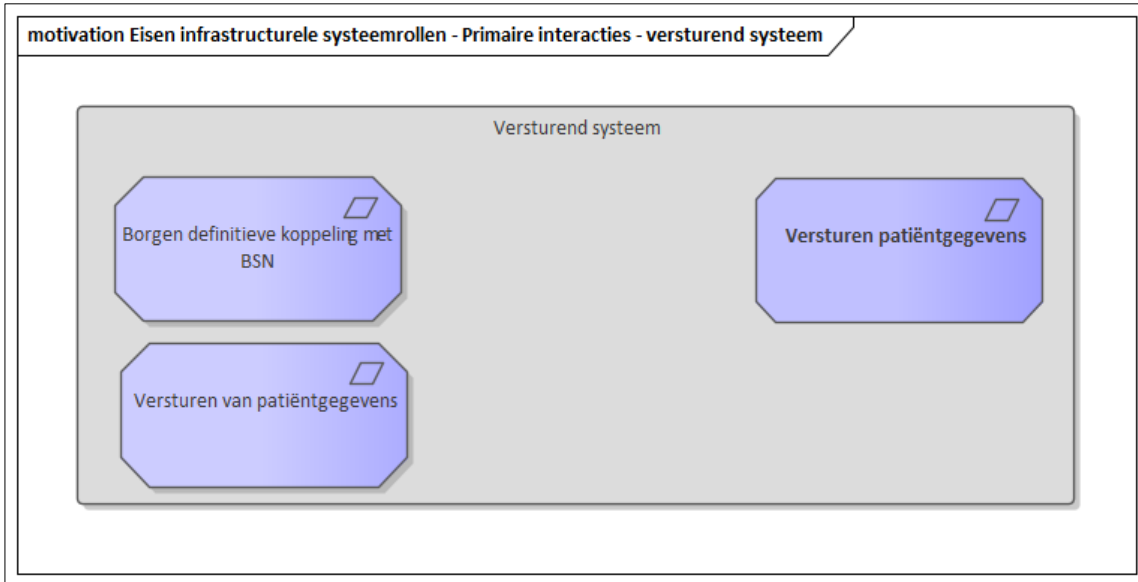 motivation Eisen infrastructurele systeemrollen - Primaire interacties - versturend systeem
Versturend systeem
Borgen definitieve koppeling met
BSN
Versturen patiëntgegevens
Versturen van patiëntgegevens